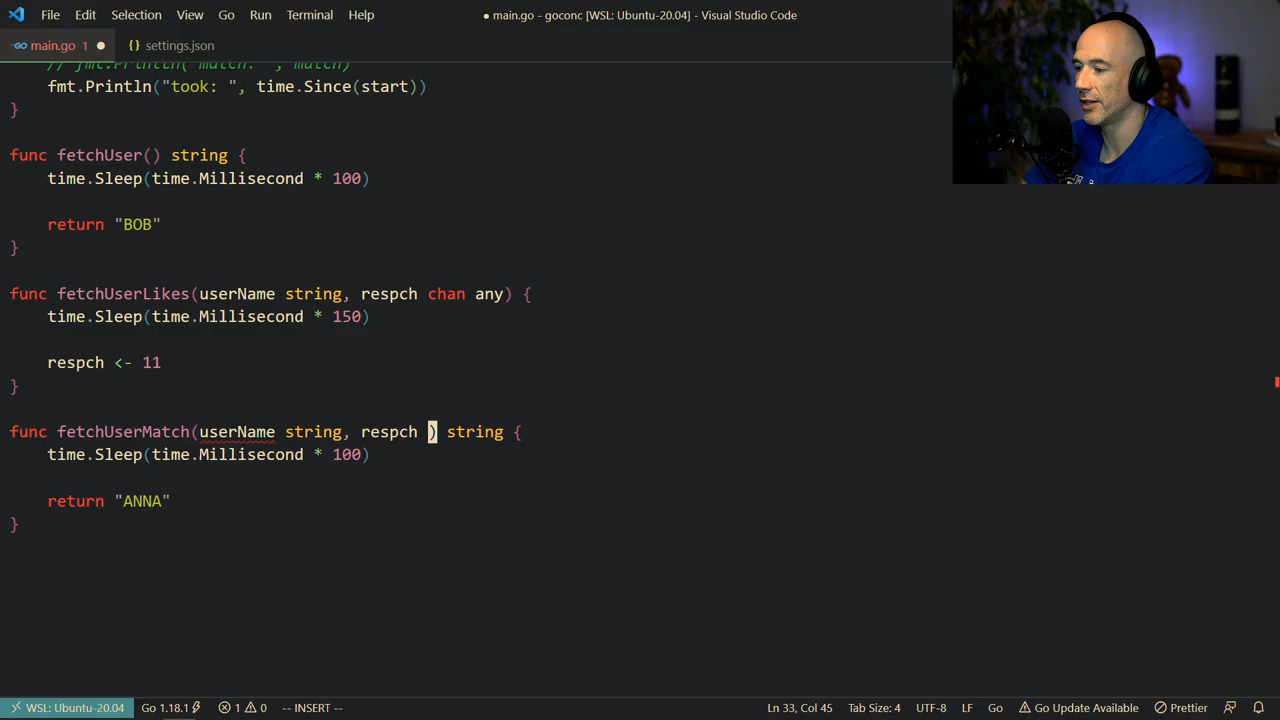 File Edit Selection View Go Run Terminal Help
● main.go - goconc [WSL: Ubuntu-20.04] - Visual Studio Code
main.go 1 ● {} settings.json
// fmt.Println("match: ", match)
fmt.Println("took: ", time.Since(start))
}
func fetchUser() string {
time.Sleep(time.Millisecond * 100)
return "BOB"
}
func fetchUserLikes(userName string, respch chan any) {
time.Sleep(time.Millisecond * 150)
respch <- 11
}
func fetchUserMatch(userName string, respch ) string {
time.Sleep(time.Millisecond * 100)
return "ANNA"
}
WSL: Ubuntu-20.04 Go 1.18.1 1 0 -- INSERT -- Ln 33, Col 45 Tab Size: 4 UTF-8 LF Go Go Update Available Prettier